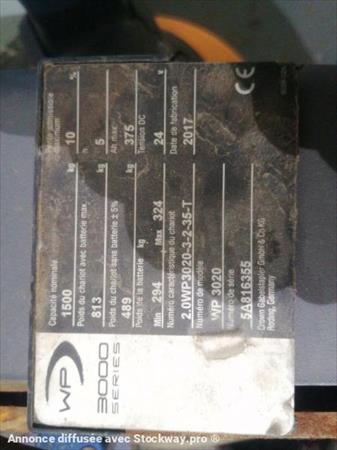 WP
3000
SERIES
Capacité nominale kg
1500
maximum %
10
Poids du chariot avec batterie max. kg
813
h
5
Poids du chariot sans batterie ± 5% kg
489
Ah max.
375
Poids de la batterie kg
Min 294 Max 324
Tension DC V
24
Numéro caractéristique du chariot
2.0WP3020-3-2-35-T
Date de fabrication
2017
Numéro de modèle
WP 3020
Numéro de série
5A816355
Crown Gabelstapler GmbH & Co. KG
Roding, Germany
CE
Annonce diffusée avec Stockway.pro ®